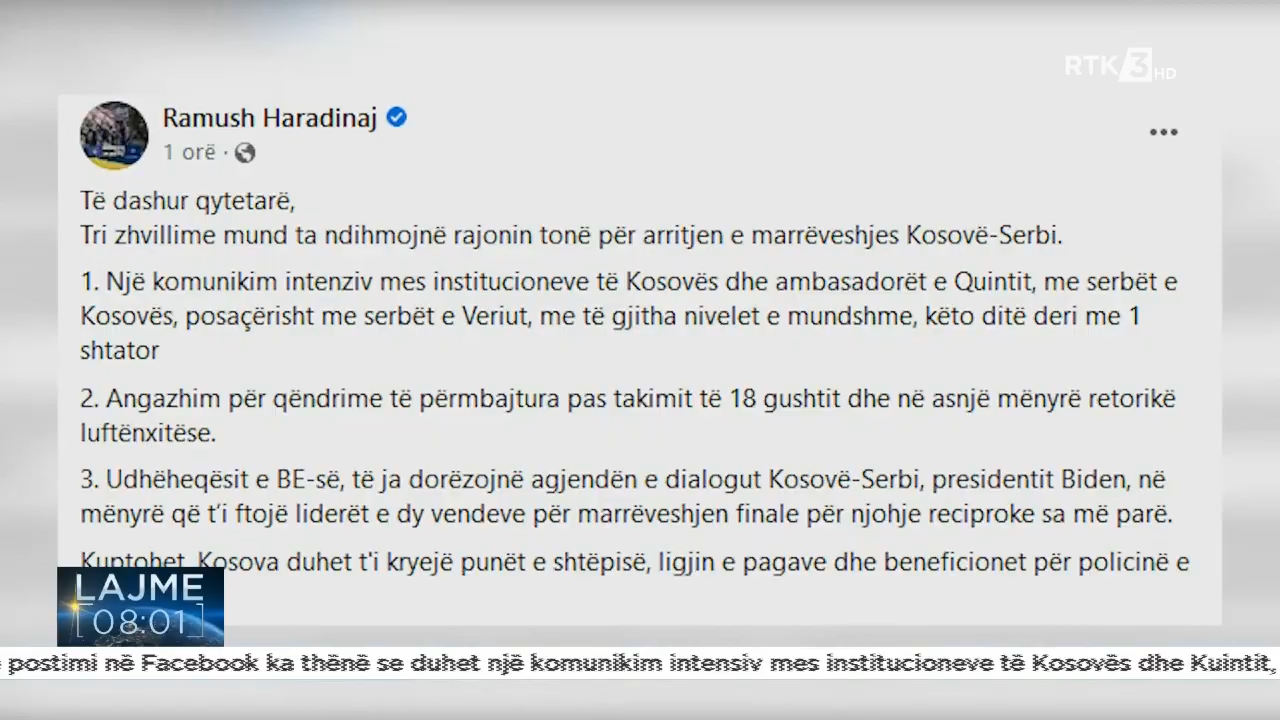 RTK 3 HD
Ramush Haradinaj
1 orë ·
Të dashur qytetarë,
Tri zhvillime mund ta ndihmojnë rajonin tonë për arritjen e marrëveshjes Kosovë-Serbi.
1. Një komunikim intenziv mes institucioneve të Kosovës dhe ambasadorët e Quintit, me serbët e
Kosovës, posaçërisht me serbët e Veriut, me të gjitha nivelet e mundshme, këto ditë deri me 1
shtator
2. Angazhim për qëndrime të përmbajtura pas takimit të 18 gushtit dhe në asnjë mënyrë retorikë
luftënxitëse.
3. Udhëheqësit e BE-së, të ja dorëzojnë agjendën e dialogut Kosovë-Serbi, presidentit Biden, në
mënyrë që t'i ftojë liderët e dy vendeve për marrëveshjen finale për njohje reciproke sa më parë.
Kuptohet, Kosova duhet t'i kryejë punët e shtëpisë, ligjin e pagave dhe beneficionet për policinë e
LAJME
[08:01]
postimi në Facebook ka thënë se duhet një komunikim intensiv mes institucioneve të Kosovës dhe Kuintit,